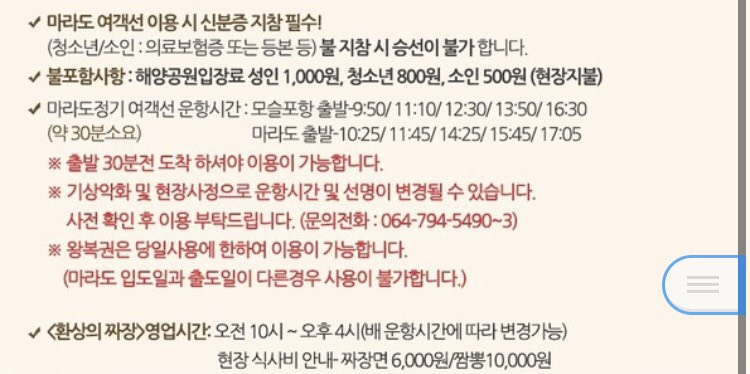 ✓ 마라도 여객선 이용 시 신분증 지참 필수!
(청소년/소인 : 의료보험증 또는 등본 등) 불 지참 시 승선이 불가 합니다.
✓ 불포함사항 : 해양공원입장료 성인 1,000원, 청소년 800원, 소인 500원 (현장지불)
✓ 마라도정기 여객선 운항시간 : 모슬포항 출발-9:50/ 11:10/ 12:30/ 13:50/ 16:30
(약 30분소요) 마라도 출발-10:25/ 11:45/ 14:25/ 15:45/ 17:05
※ 출발 30분전 도착 하셔야 이용이 가능합니다.
※ 기상악화 및 현장사정으로 운항시간 및 선명이 변경될 수 있습니다.
사전 확인 후 이용 부탁드립니다. (문의전화 : 064-794-5490~3)
※ 왕복권은 당일사용에 한하여 이용이 가능합니다.
(마라도 입도일과 출도일이 다른경우 사용이 불가합니다.)
✓ <환상의 짜장>영업시간: 오전 10시 ~ 오후 4시(배 운항시간에 따라 변경가능)
현장 식사비 안내- 짜장면 6,000원/짬뽕10,000원